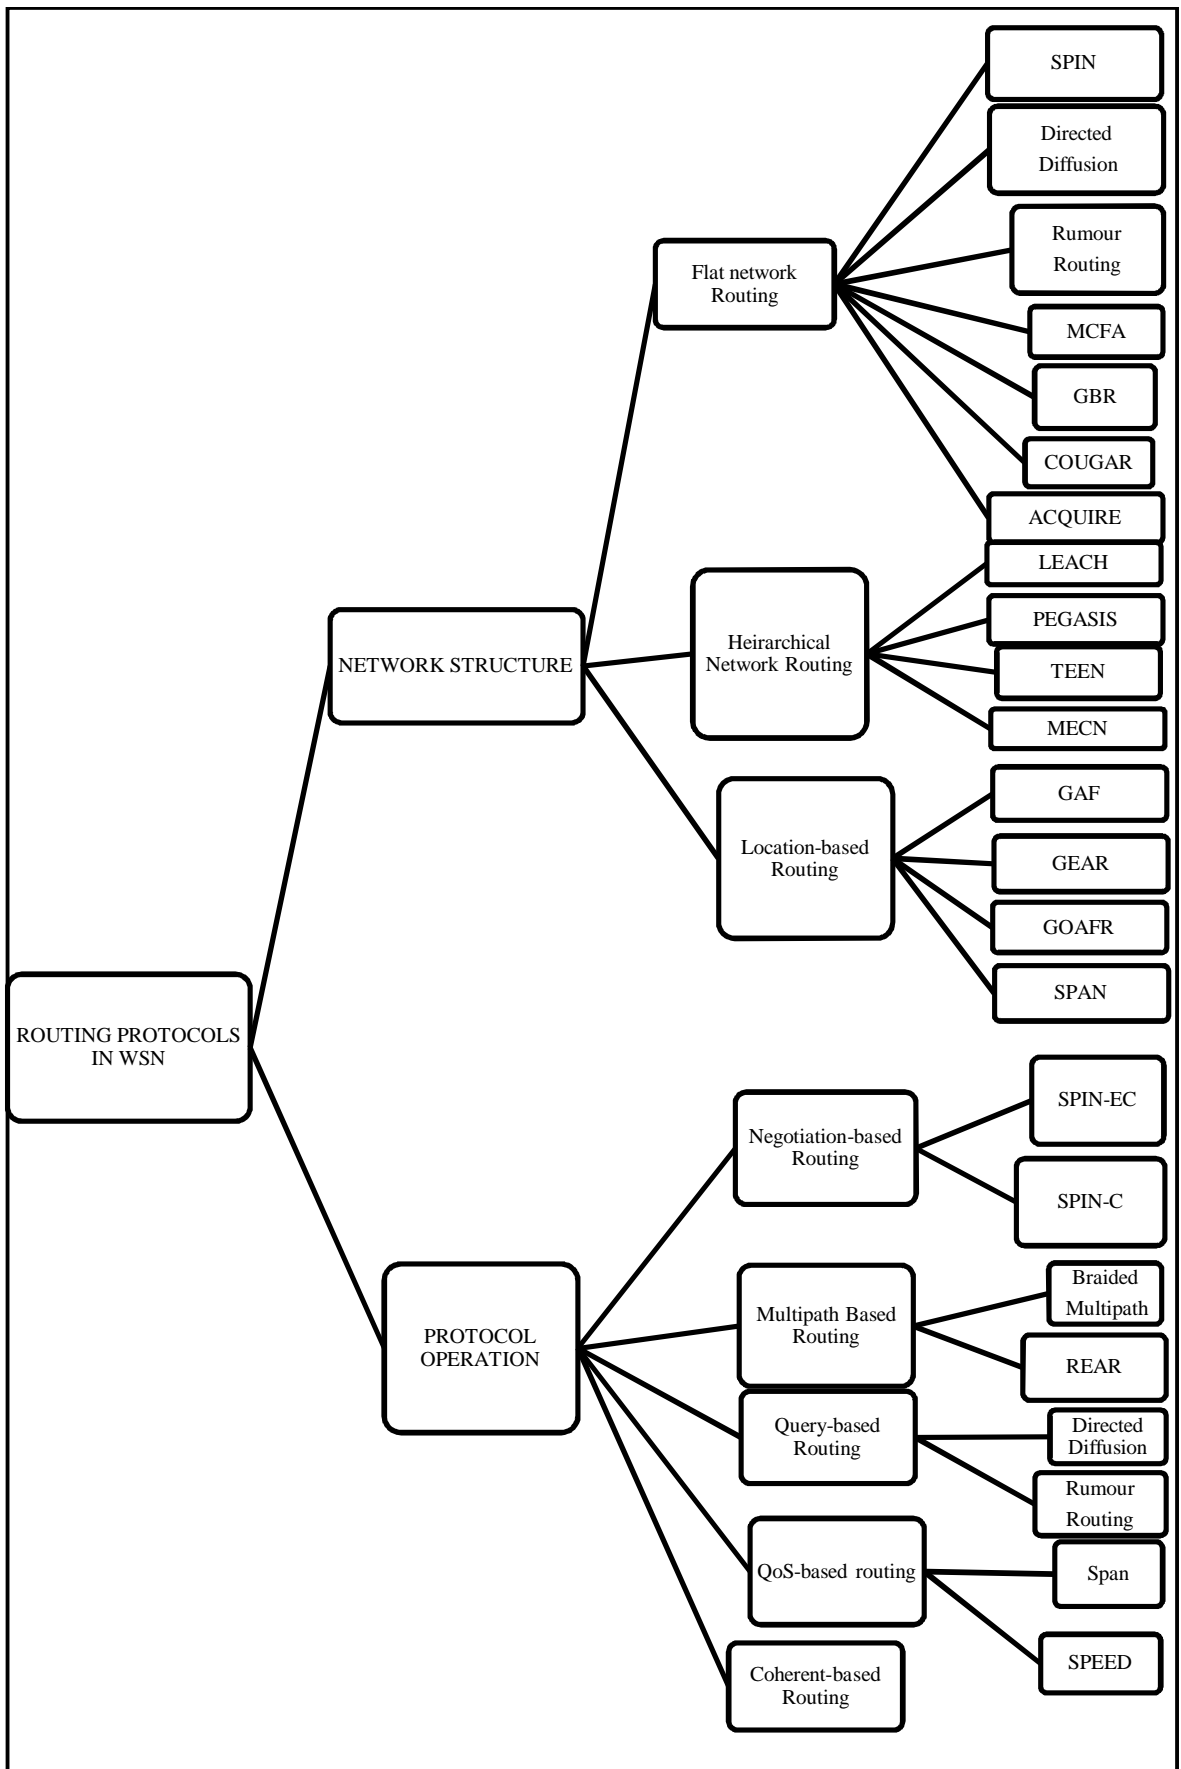 ROUTING PROTOCOLS
IN WSN
NETWORK STRUCTURE
Flat network
Routing
SPIN
Directed
Diffusion
Rumour
Routing
MCFA
GBR
COUGAR
ACQUIRE
Heirarchical
Network Routing
LEACH
PEGASIS
TEEN
MECN
Location-based
Routing
GAF
GEAR
GOAFR
SPAN
PROTOCOL
OPERATION
Negotiation-based
Routing
SPIN-EC
SPIN-C
Multipath Based
Routing
Braided
Multipath
REAR
Query-based
Routing
Directed
Diffusion
Rumour
Routing
QoS-based routing
Span
SPEED
Coherent-based
Routing